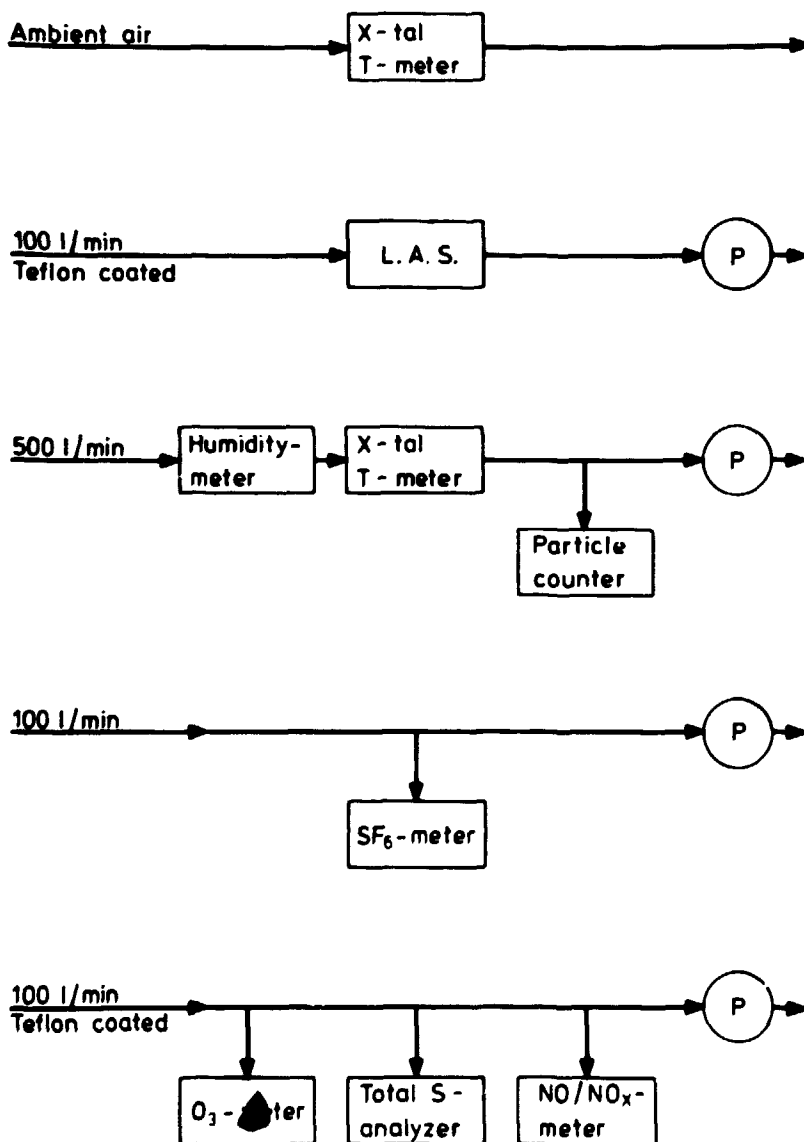 Ambient air
X-tal
T-meter
100 l/min
Teflon coated
L. A. S.
P
500 l/min
Humidity-
meter
X-tal
T-meter
P
Particle
counter
100 l/min
P
SF₆-meter
100 l/min
Teflon coated
P
O₃-
Total S-
analyzer
NO/NOₓ-
meter